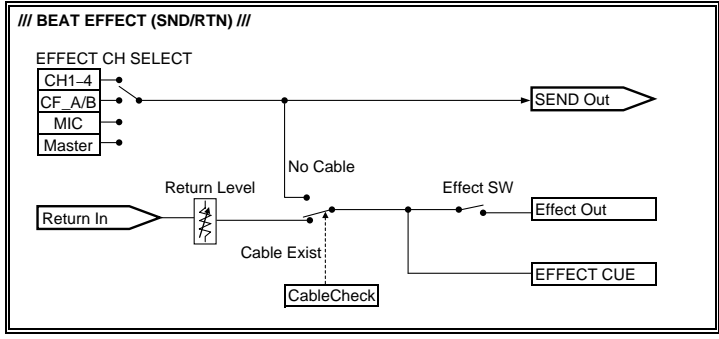 /// BEAT EFFECT (SND/RTN) ///
EFFECT CH SELECT
CH1–4
CF_A/B
MIC
Master
SEND Out
No Cable
Return Level
Effect SW
Return In
Effect Out
Cable Exist
EFFECT CUE
CableCheck